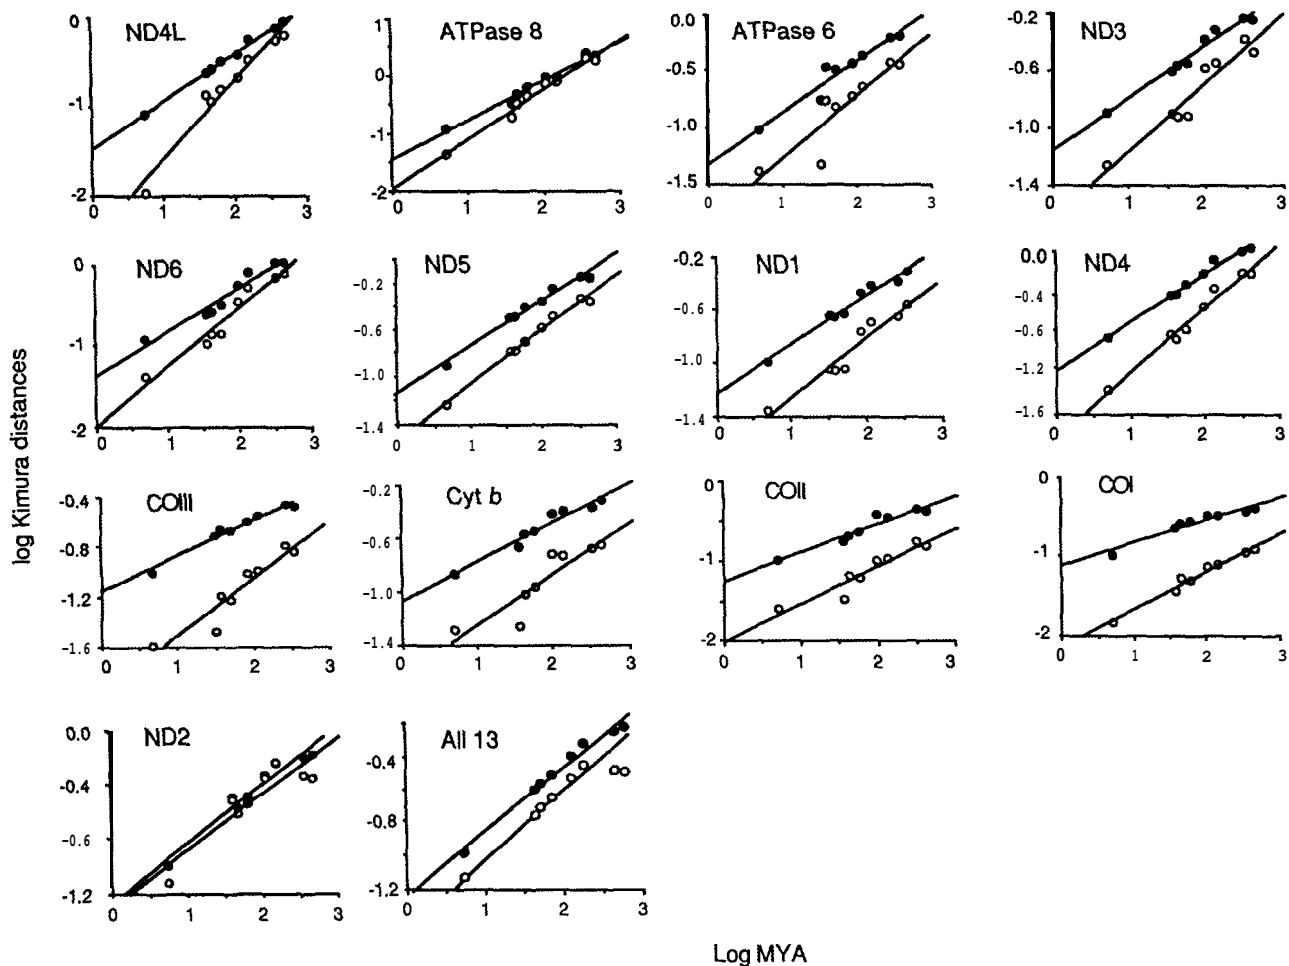 ND4L
0
-1
-2
0 1 2 3
ATPase 8
1
0
-1
-2
0 1 2 3
ATPase 6
0.0
-0.5
-1.0
-1.5
0 1 2 3
ND3
-0.2
-0.6
-1.0
-1.4
0 1 2 3
ND6
0
-1
-2
0 1 2 3
ND5
-0.2
-0.6
-1.0
-1.4
0 1 2 3
ND1
-0.2
-0.6
-1.0
-1.4
0 1 2 3
ND4
0.0
-0.4
-0.8
-1.2
-1.6
0 1 2 3
log Kimura distances
COIII
-0.4
-0.8
-1.2
-1.6
0 1 2 3
Cyt b
-0.2
-0.6
-1.0
-1.4
0 1 2 3
COII
0
-1
-2
0 1 2 3
COI
0
-1
-2
0 1 2 3
ND2
0.0
-0.4
-0.6
-1.2
0 1 2 3
All 13
-0.4
-0.8
-1.2
0 1 2 3
Log MYA